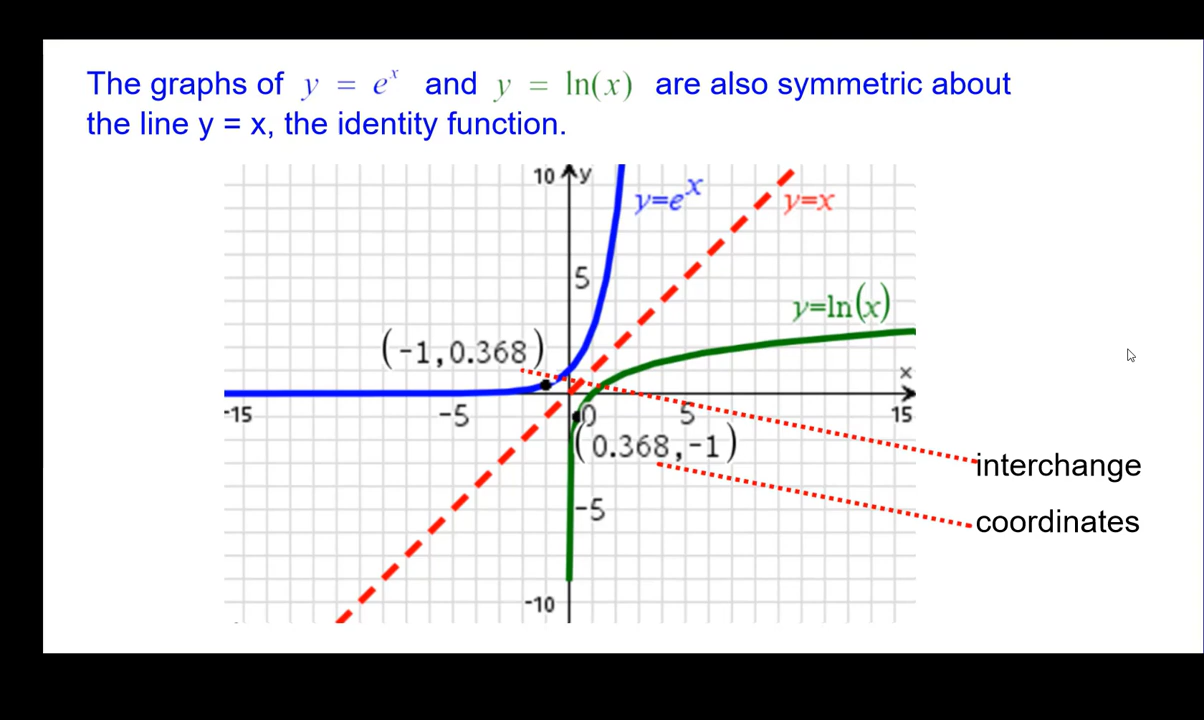 The graphs of y = e^x and y = ln(x) are also symmetric about
the line y = x, the identity function.
10 y
y=e^x
y=x
5
y=ln(x)
(-1,0.368)
x
-15 -5 0 5 15
(0.368,-1)
interchange
-5
coordinates
-10